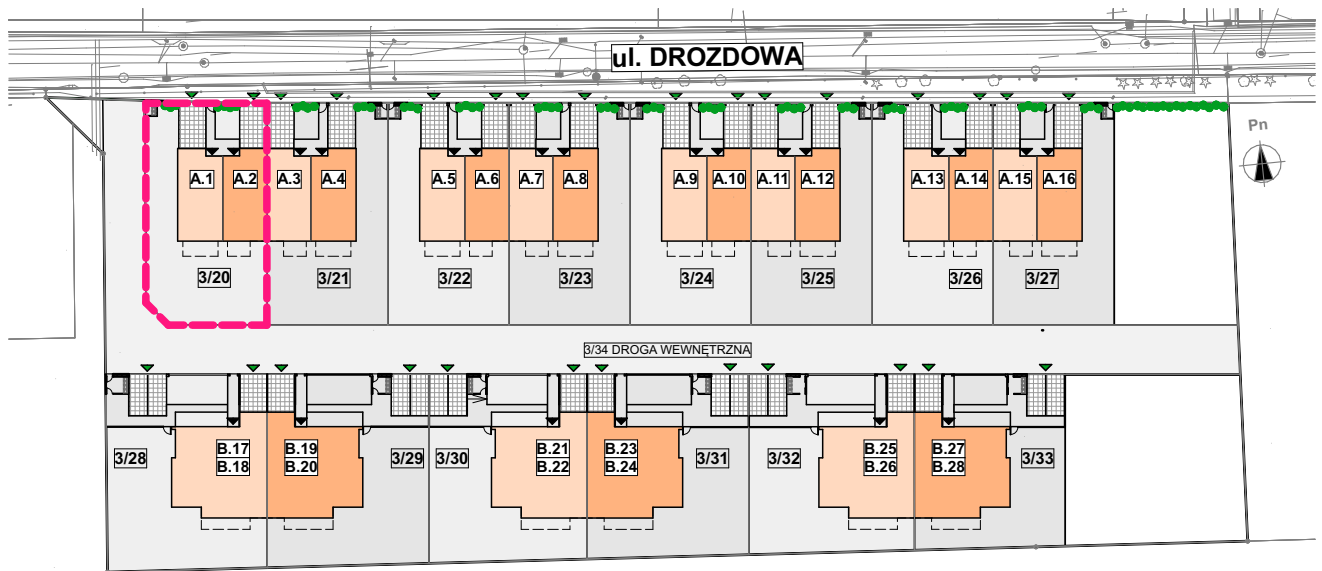 ul. DROZDOWA
Pn
A.1 A.2 A.3 A.4 A.5 A.6 A.7 A.8 A.9 A.10 A.11 A.12 A.13 A.14 A.15 A.16
3/20 3/21 3/22 3/23 3/24 3/25 3/26 3/27
3/34 DROGA WEWNĘTRZNA
B.17 B.19 B.21 B.23 B.25 B.27
3/28 3/29 3/30 3/31 3/32 3/33
B.18 B.20 B.22 B.24 B.26 B.28